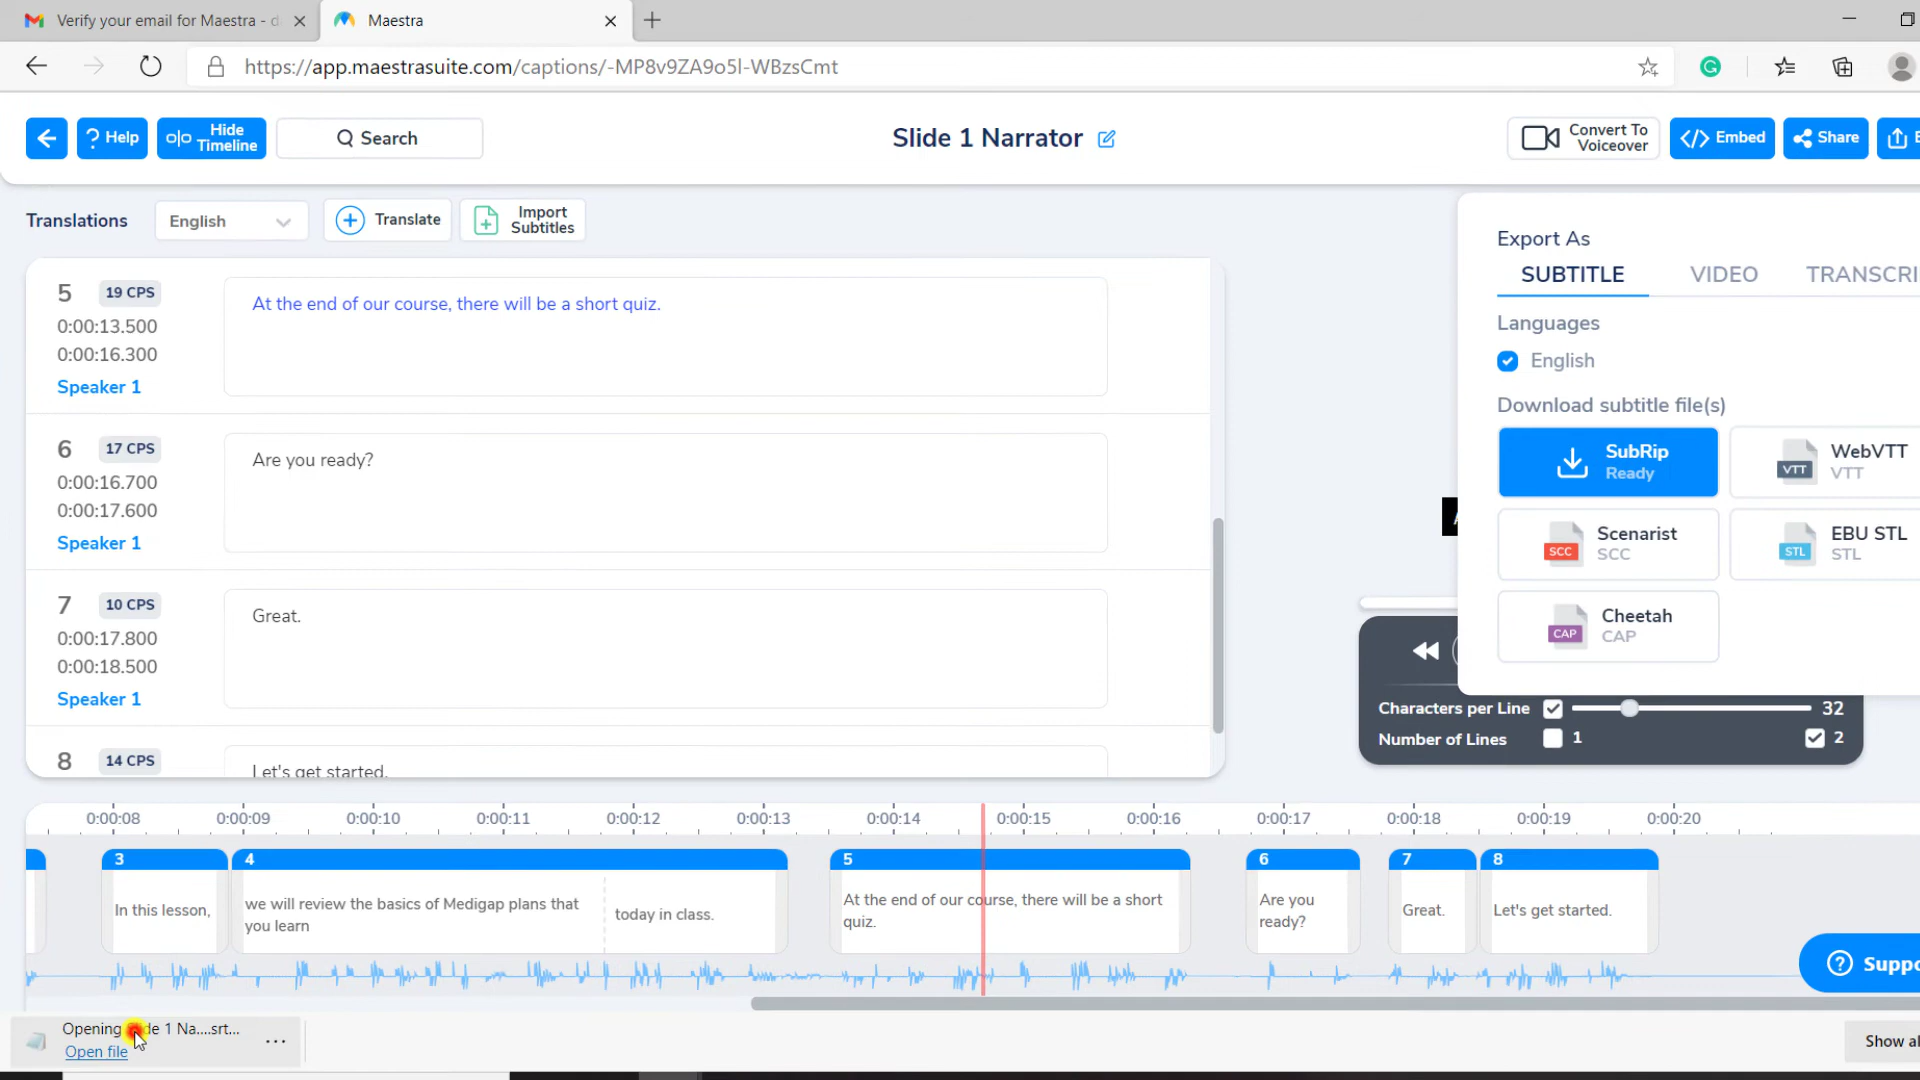 Verify your email for Maestra - d
Maestra
https://app.maestrasuite.com/captions/-MP8v9ZA9o5l-WBzsCmt
Help
Hide
Timeline
Search
Slide 1 Narrator
Convert To
Voiceover
Embed
Share
E
Translations
English
Translate
Import
Subtitles
5 19 CPS
0:00:13.500
0:00:16.300
Speaker 1
At the end of our course, there will be a short quiz.
6 17 CPS
0:00:16.700
0:00:17.600
Speaker 1
Are you ready?
7 10 CPS
0:00:17.800
0:00:18.500
Speaker 1
Great.
8 14 CPS
Let's get started.
Export As
SUBTITLE VIDEO TRANSCRI
Languages
English
Download subtitle file(s)
SubRip
Ready
VTT
WebVTT
VTT
SCC
Scenarist
SCC
STL
EBU STL
STL
CAP
Cheetah
CAP
Characters per Line 32
Number of Lines 1 2
0:00:08 0:00:09 0:00:10 0:00:11 0:00:12 0:00:13 0:00:14 0:00:15 0:00:16 0:00:17 0:00:18 0:00:19 0:00:20
3
In this lesson,
4
we will review the basics of Medigap plans that
you learn
today in class.
5
At the end of our course, there will be a short
quiz.
6
Are you
ready?
7
Great.
8
Let's get started.
Suppo
Opening de 1 Na....srt...
Open file
Show al